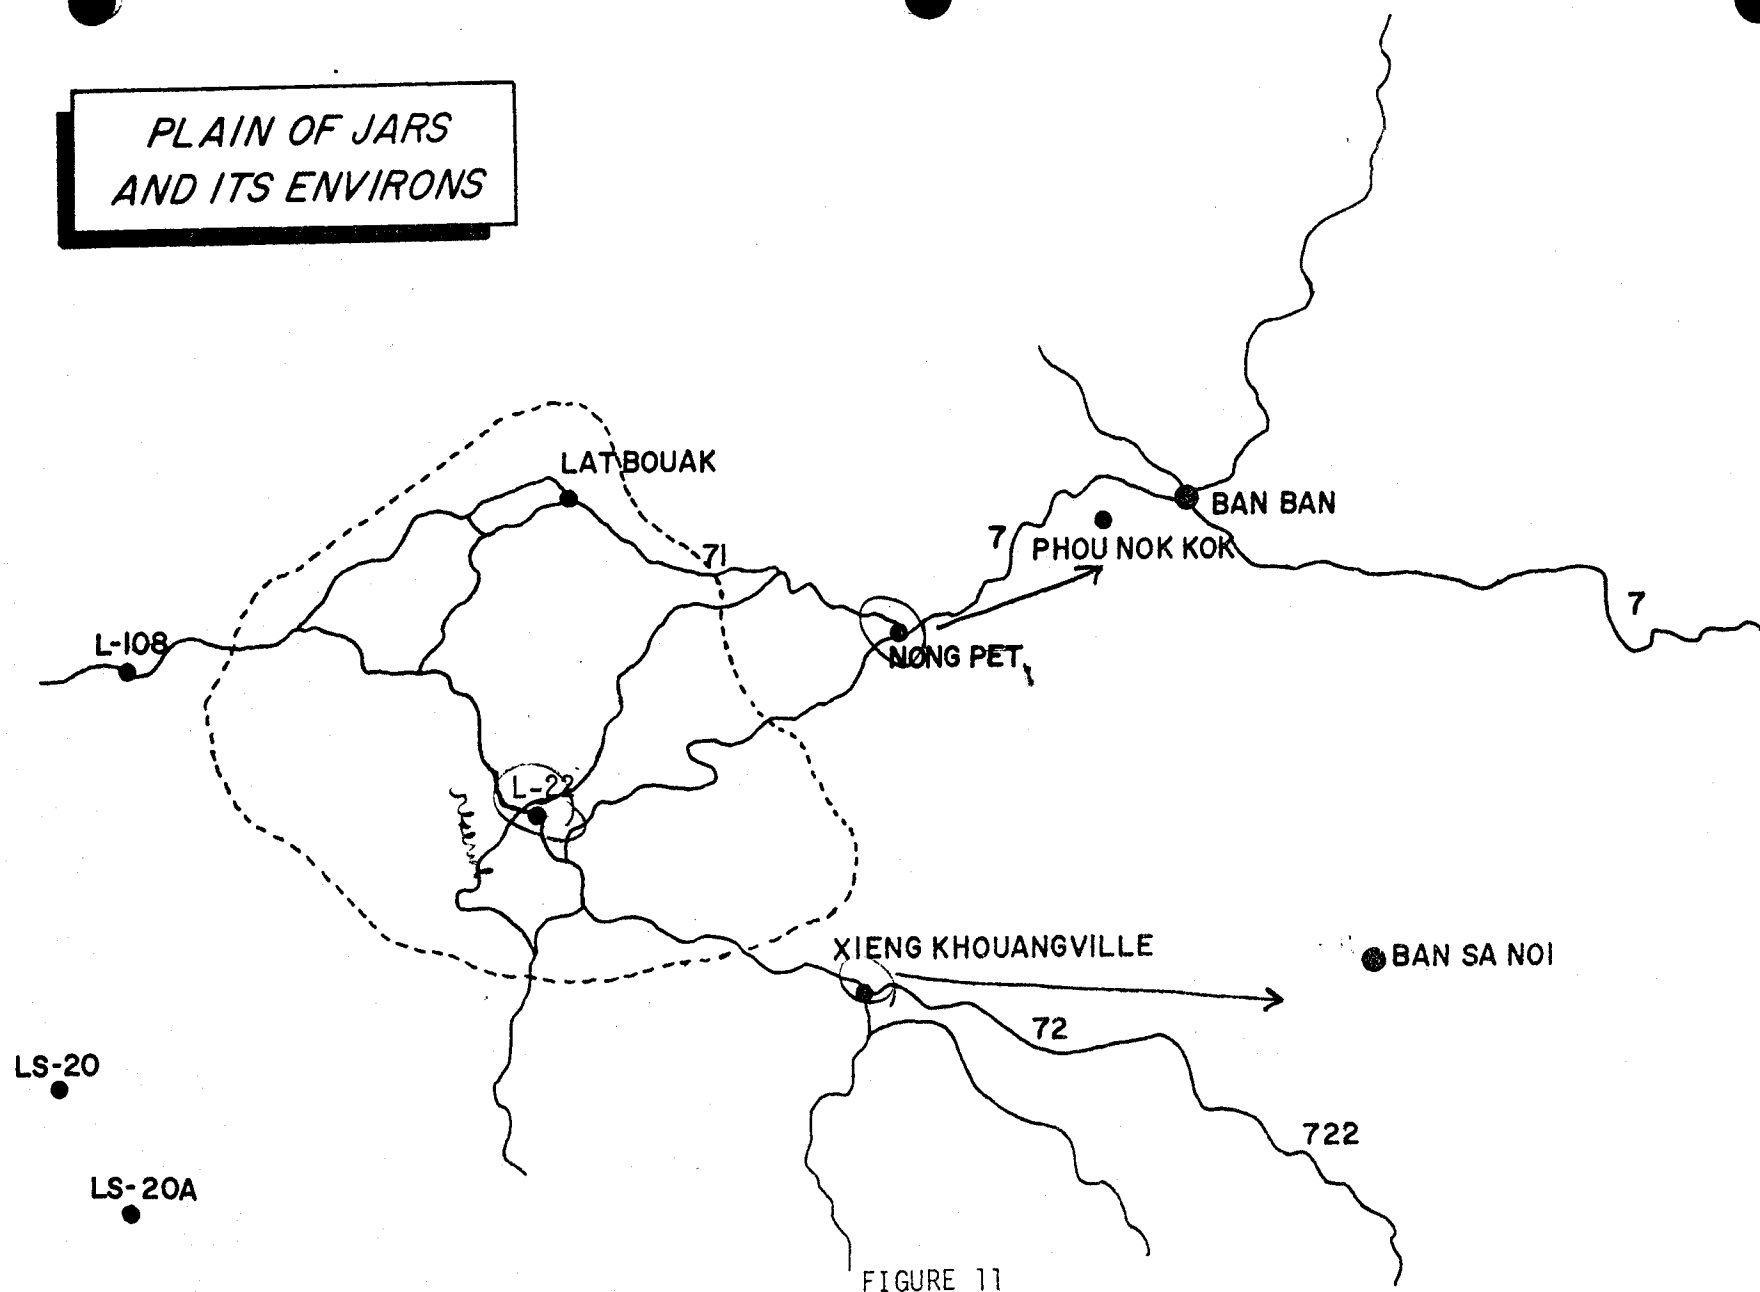 PLAIN OF JARS
AND ITS ENVIRONS
LAT BOUAK
BAN BAN
7
PHOU NOK KOK
71
7
L-108
NONG PET
L-22
XIENG KHOUANGVILLE
BAN SA NOI
72
LS-20
722
LS-20A
FIGURE 11